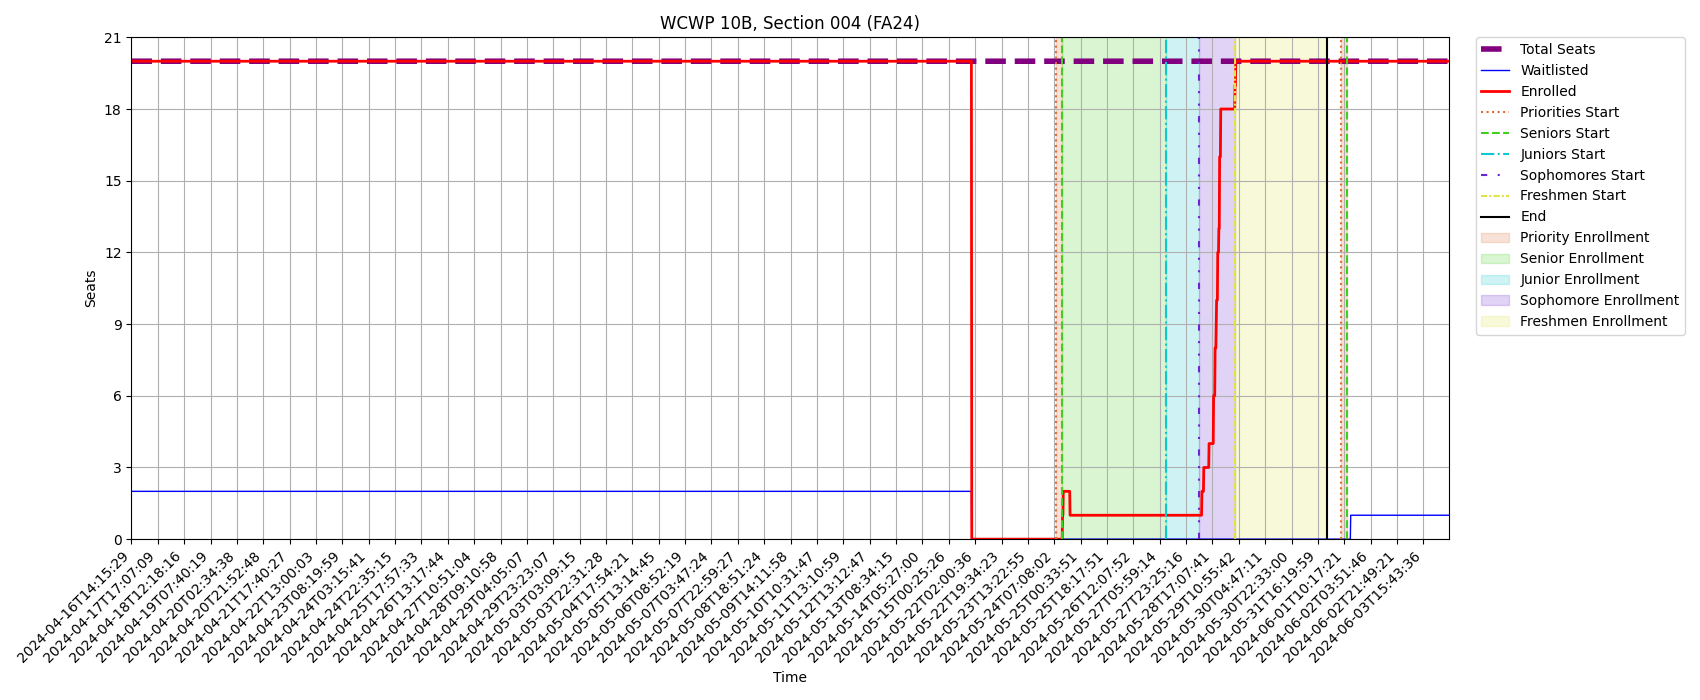 WCWP 10B, Section 004 (FA24)
21
18
15
12
9
6
3
0
Seats
2024-04-16T14:15:29
2024-04-17T17:07:09
2024-04-18T12:18:16
2024-04-19T07:40:19
2024-04-20T02:34:38
2024-04-20T21:52:48
2024-04-21T17:40:27
2024-04-22T13:00:03
2024-04-23T08:19:59
2024-04-24T03:15:41
2024-04-24T22:35:15
2024-04-25T17:57:33
2024-04-26T13:17:44
2024-04-27T10:51:04
2024-04-28T09:10:58
2024-04-29T04:05:07
2024-04-29T23:23:07
2024-05-03T03:09:15
2024-05-03T22:31:28
2024-05-04T17:54:21
2024-05-05T13:14:45
2024-05-06T08:52:19
2024-05-07T03:47:24
2024-05-07T22:59:27
2024-05-08T18:51:24
2024-05-09T14:11:58
2024-05-10T10:31:47
2024-05-11T13:10:59
2024-05-12T13:12:47
2024-05-13T08:34:15
2024-05-14T05:27:00
2024-05-15T00:25:26
2024-05-22T02:00:36
2024-05-22T19:34:23
2024-05-23T13:22:55
2024-05-24T07:08:02
2024-05-25T00:33:51
2024-05-25T18:17:51
2024-05-26T12:07:52
2024-05-27T05:59:14
2024-05-27T23:25:16
2024-05-28T17:07:41
2024-05-29T10:55:42
2024-05-30T04:47:11
2024-05-30T22:33:00
2024-05-31T16:19:59
2024-06-01T10:17:21
2024-06-02T03:51:46
2024-06-02T21:49:21
2024-06-03T15:43:36
Time
Total Seats
Waitlisted
Enrolled
Priorities Start
Seniors Start
Juniors Start
Sophomores Start
Freshmen Start
End
Priority Enrollment
Senior Enrollment
Junior Enrollment
Sophomore Enrollment
Freshmen Enrollment